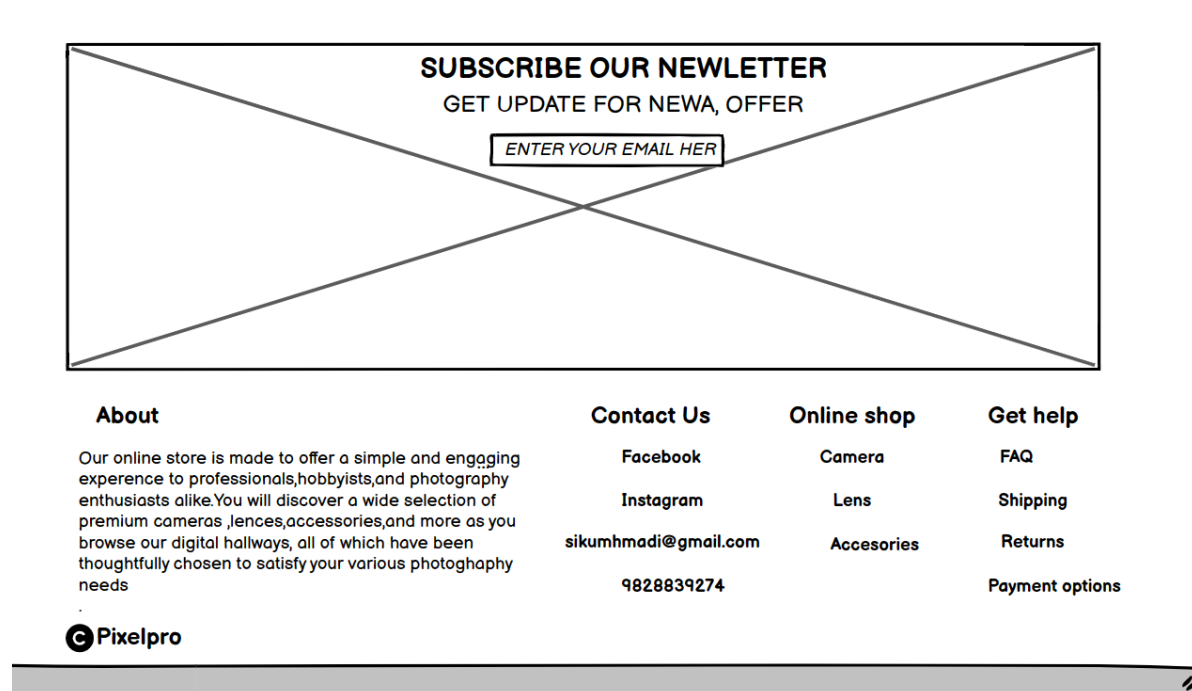 SUBSCRIBE OUR NEWLETTER
GET UPDATE FOR NEWA, OFFER
ENTER YOUR EMAIL HER
About
Our online store is made to offer a simple and engaging
experence to professionals,hobbyists,and photography
enthusiasts alike.You will discover a wide selection of
premium cameras ,lences,accessories,and more as you
browse our digital hallways, all of which have been
thoughtfully chosen to satisfy your various photoghaphy
needs
.
Contact Us
Facebook
Instagram
sikumhmadi@gmail.com
9828839274
Online shop
Camera
Lens
Accesories
Get help
FAQ
Shipping
Returns
Payment options
C Pixelpro